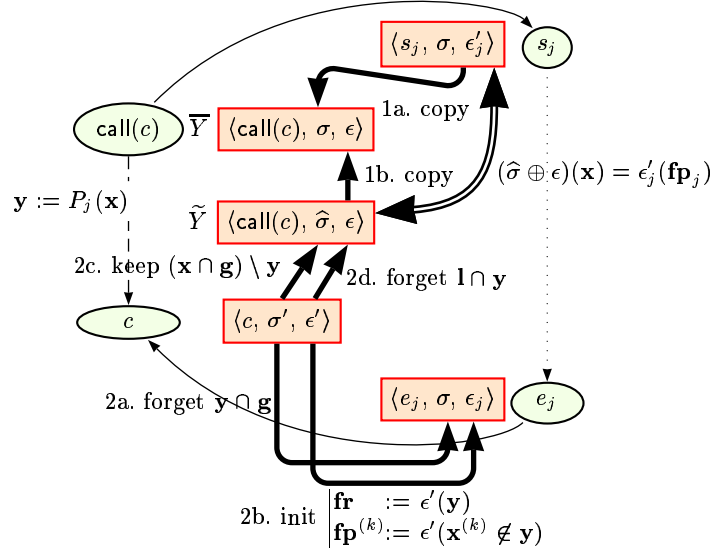 ⟨s_j, σ, ϵ′_j⟩ s_j
1a. copy
call(c) Y̅ ⟨call(c), σ, ϵ⟩
1b. copy (σ̂ ⊕ ϵ)(𝐱) = ϵ′_j(𝐟𝐩_j)
𝐲 := P_j(𝐱)
Ỹ ⟨call(c), σ̂, ϵ⟩
2c. keep (𝐱 ∩ 𝐠) \ 𝐲 2d. forget 𝐥 ∩ 𝐲
c ⟨c, σ′, ϵ′⟩
2a. forget 𝐲 ∩ 𝐠 ⟨e_j, σ, ϵ_j⟩ e_j
2b. init 𝐟𝐫 := ϵ′(𝐲)
𝐟𝐩^(k) := ϵ′(𝐱^(k) ∉ 𝐲)